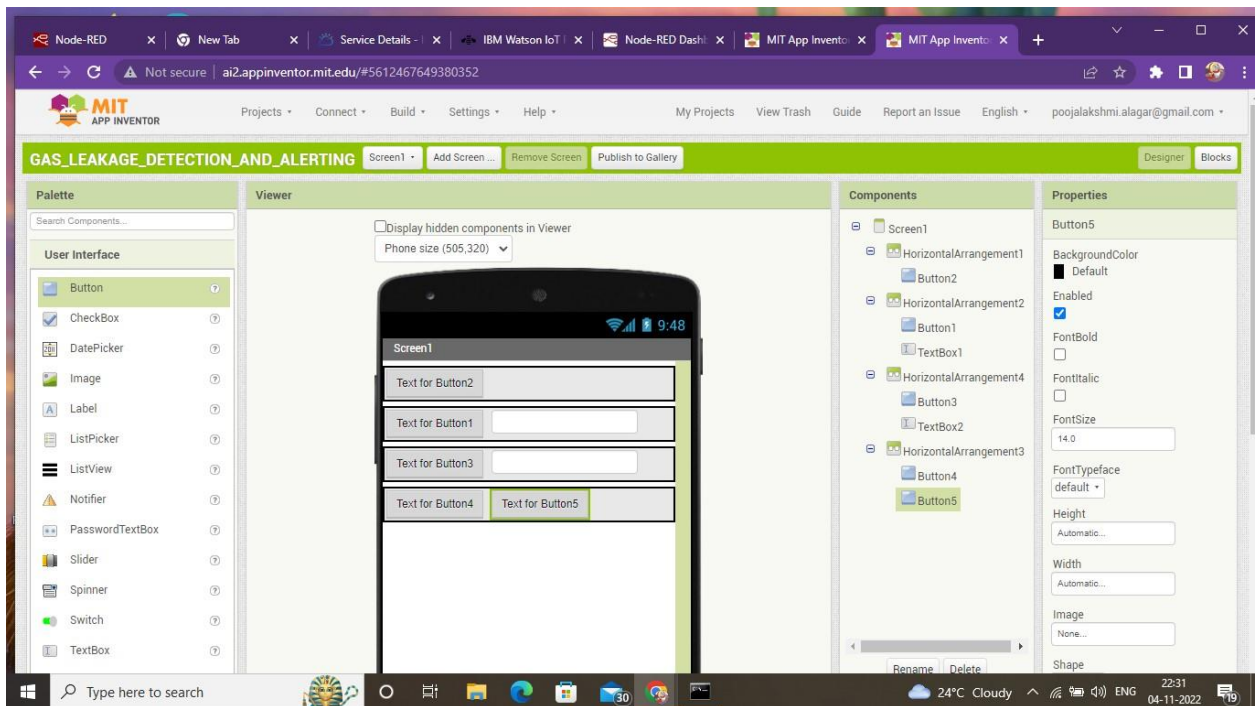 Node-RED
New Tab
Service Details - I
IBM Watson IoT
Node-RED Dashb
MIT App Invento
MIT App Invento
Not secure | ai2.appinventor.mit.edu/#5612467649380352
MIT
APP INVENTOR
Projects Connect Build Settings Help My Projects View Trash Guide Report an Issue English poojalakshmi.alagar@gmail.com
GAS_LEAKAGE_DETECTION_AND_ALERTING Screen1 Add Screen ... Remove Screen Publish to Gallery Designer Blocks
Palette
Search Components...
User Interface
Button
CheckBox
DatePicker
Image
Label
ListPicker
ListView
Notifier
PasswordTextBox
Slider
Spinner
Switch
TextBox
Viewer
Display hidden components in Viewer
Phone size (505,320)
9:48
Screen1
Text for Button2
Text for Button1
Text for Button3
Text for Button4 Text for Button5
Components
Screen1
HorizontalArrangement1
Button2
HorizontalArrangement2
Button1
TextBox1
HorizontalArrangement4
Button3
TextBox2
HorizontalArrangement3
Button4
Button5
Rename Delete
Properties
Button5
BackgroundColor
Default
Enabled
FontBold
FontItalic
FontSize
14.0
FontTypeface
default
Height
Automatic...
Width
Automatic...
Image
None...
Shape
Type here to search
30
24°C Cloudy
ENG
22:31
04-11-2022
19